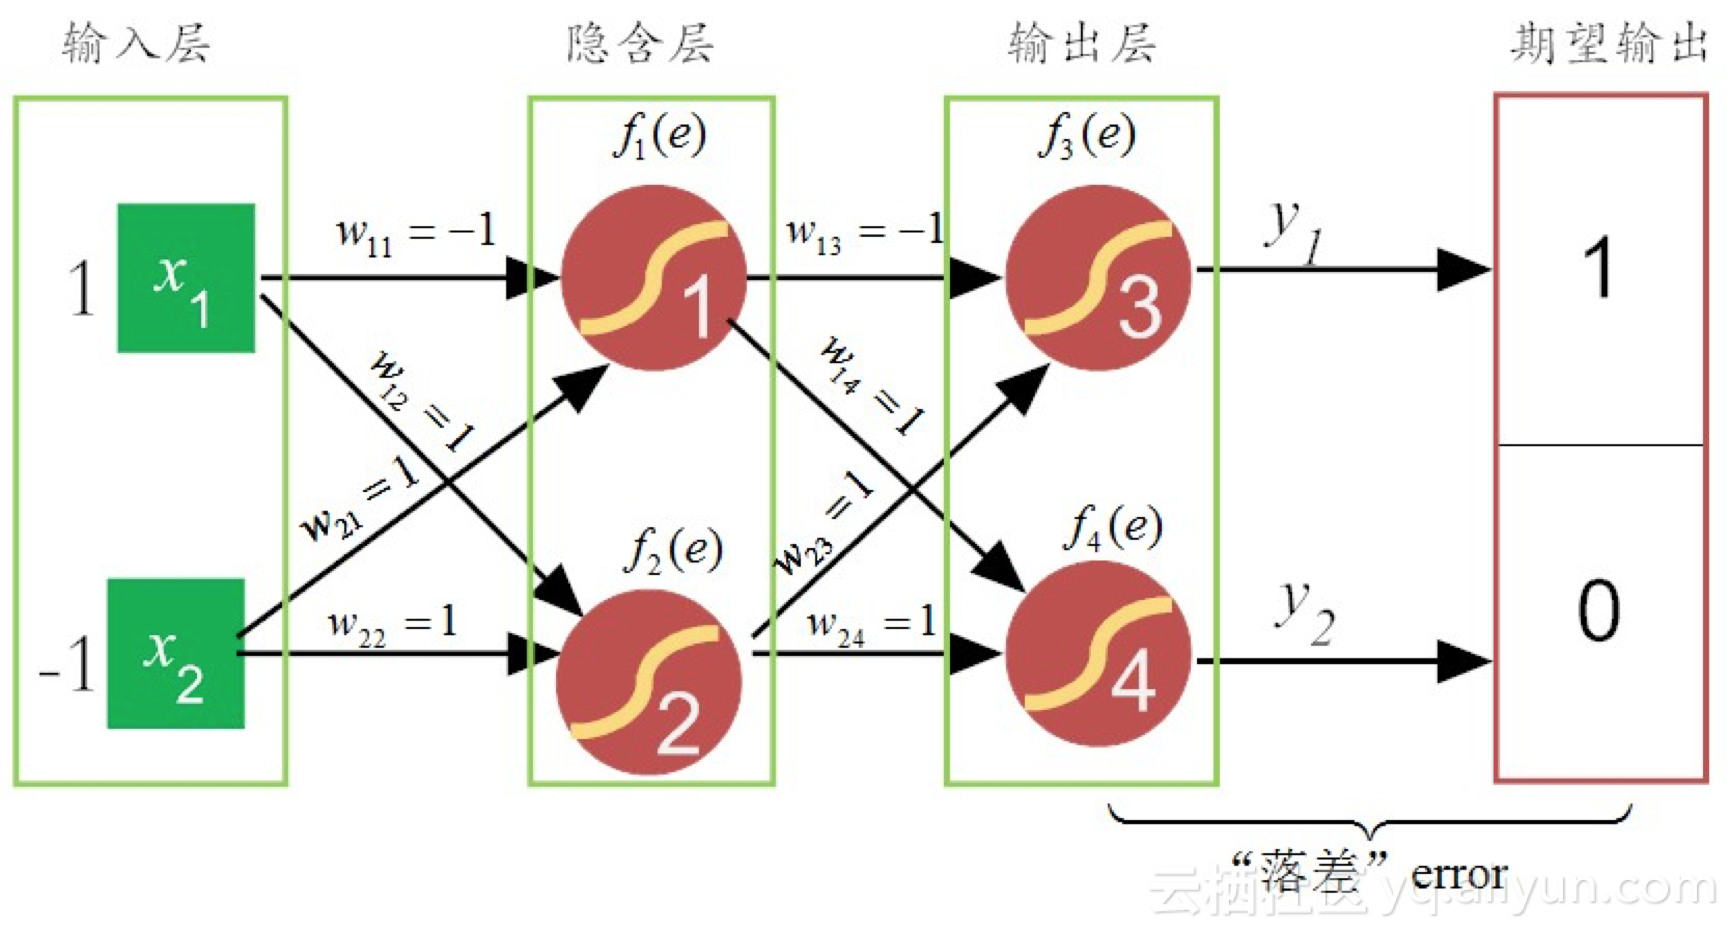 输入层
隐含层
输出层
期望输出
f1(e)
f3(e)
1
x1
w11 = -1
1
w13 = -1
3
y1
1
w12 = 1
w14 = 1
w21 = 1
w23 = 1
f2(e)
f4(e)
-1
x2
w22 = 1
2
w24 = 1
4
y2
0
“落差” error
云栖社区 yq.aliyun.com